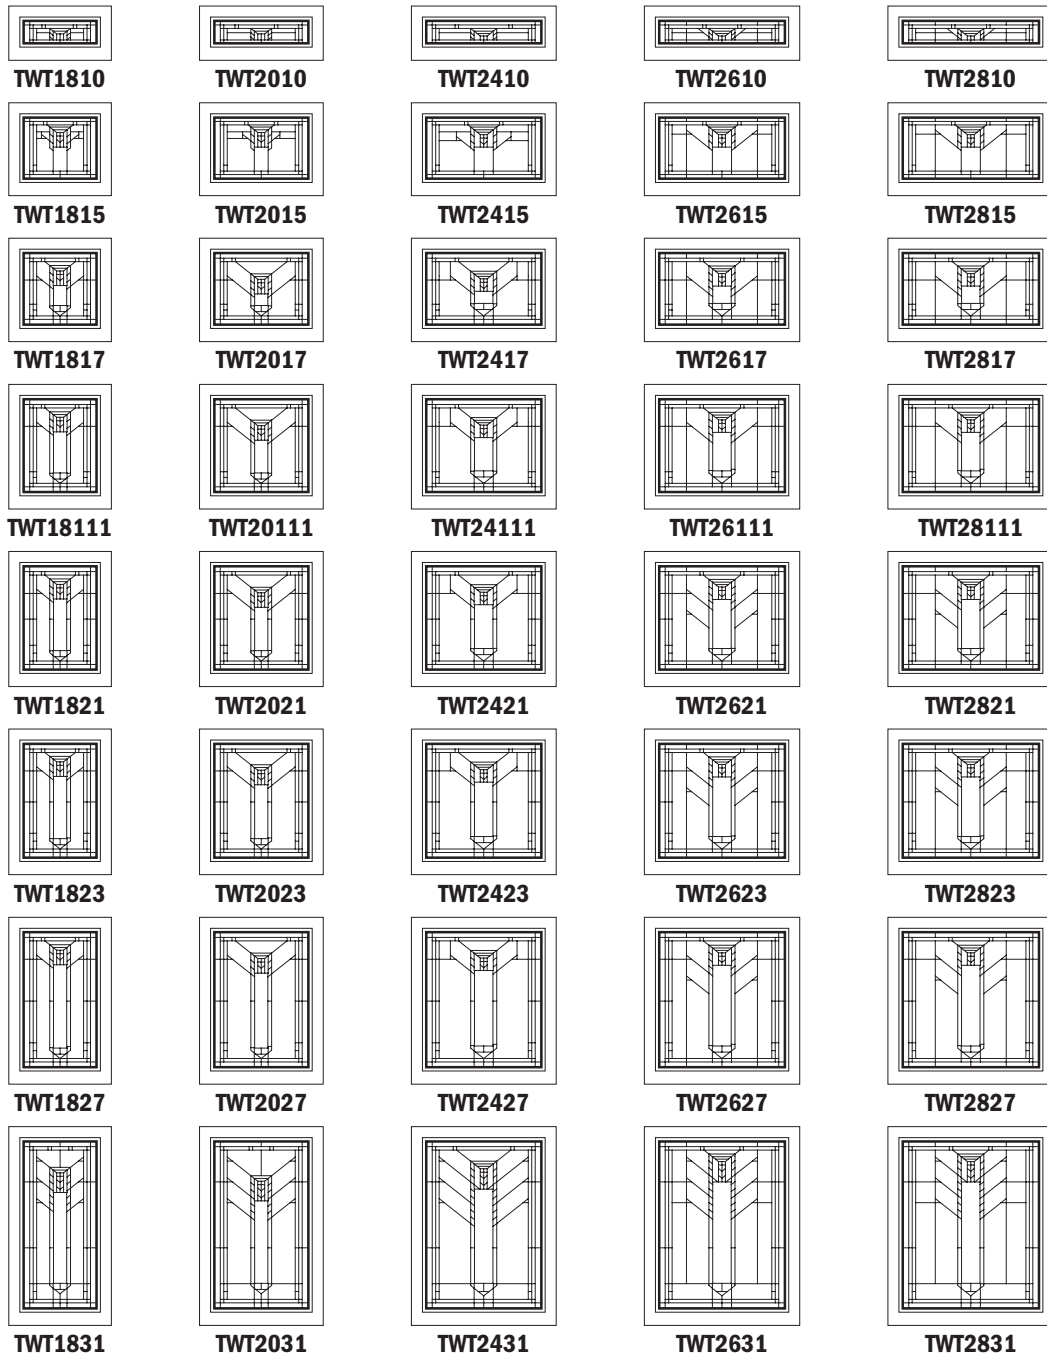 TWT1810 TWT2010 TWT2410 TWT2610 TWT2810
TWT1815 TWT2015 TWT2415 TWT2615 TWT2815
TWT1817 TWT2017 TWT2417 TWT2617 TWT2817
TWT18111 TWT20111 TWT24111 TWT26111 TWT28111
TWT1821 TWT2021 TWT2421 TWT2621 TWT2821
TWT1823 TWT2023 TWT2423 TWT2623 TWT2823
TWT1827 TWT2027 TWT2427 TWT2627 TWT2827
TWT1831 TWT2031 TWT2431 TWT2631 TWT2831